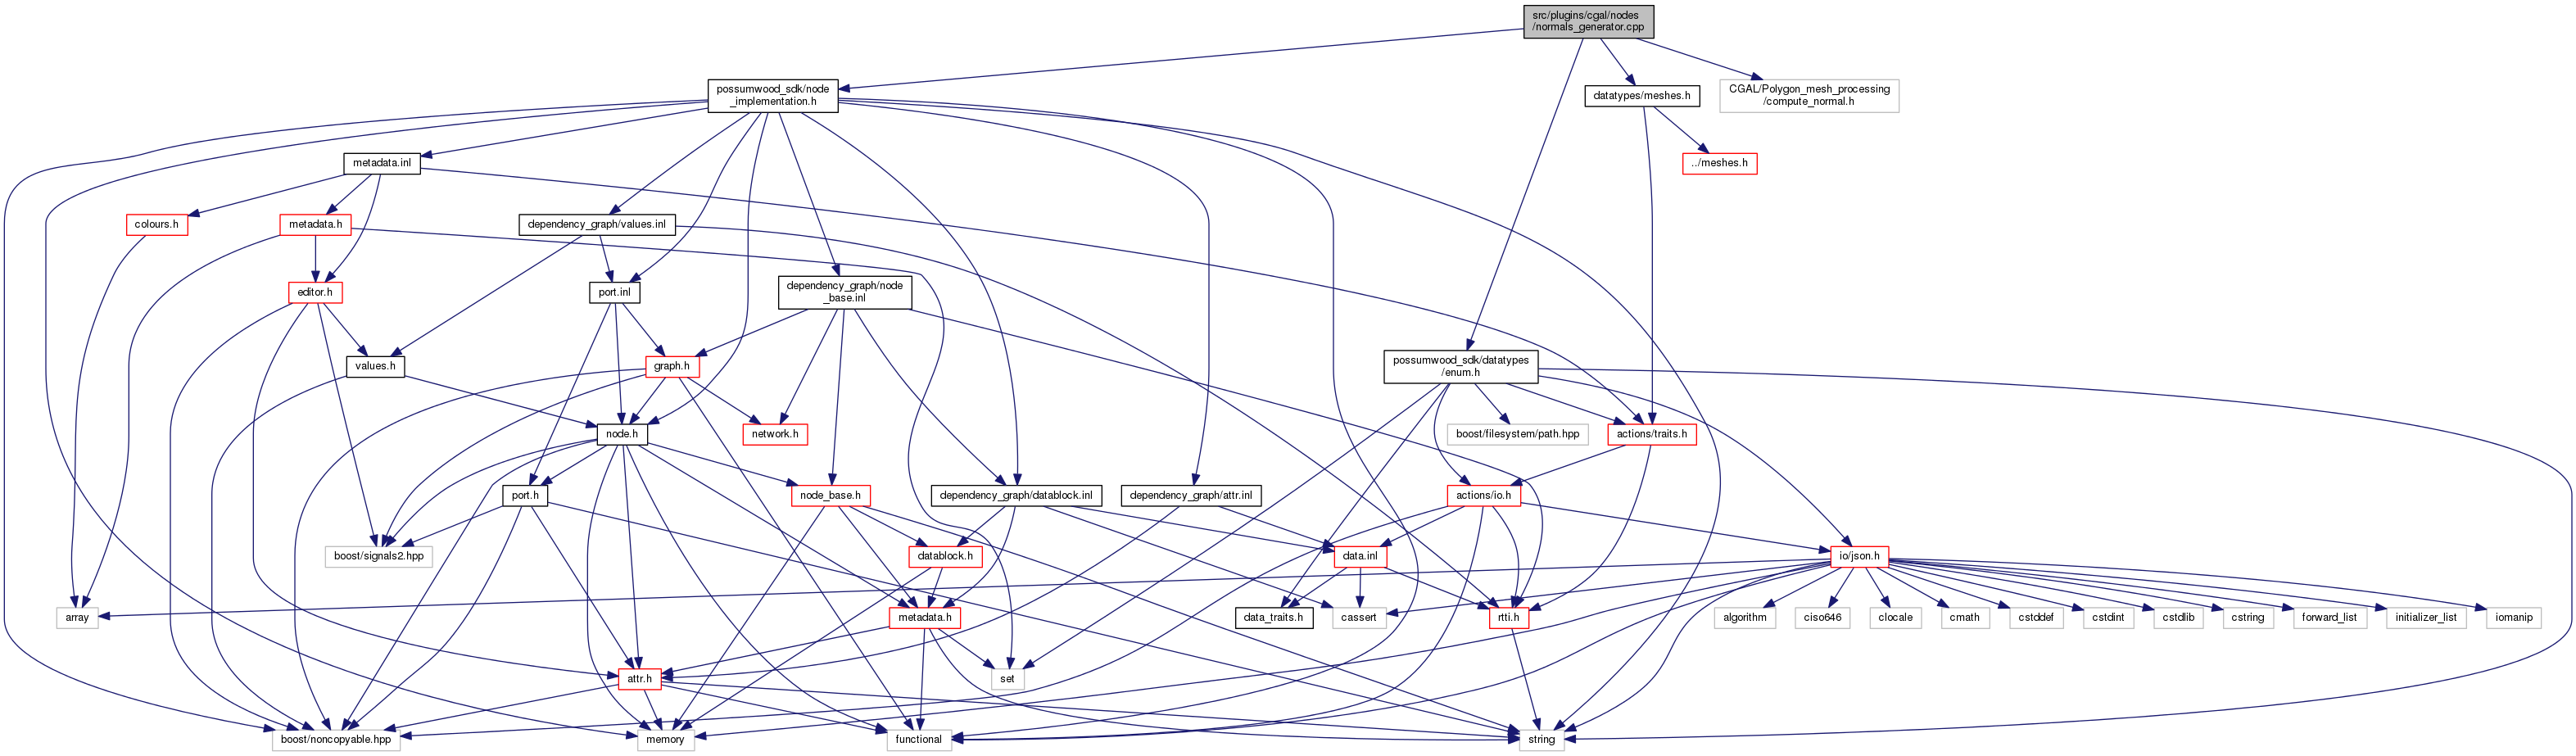 src/plugins/cgal/nodes
/normals_generator.cpp
possumwood_sdk/node
_implementation.h
datatypes/meshes.h
CGAL/Polygon_mesh_processing
/compute_normal.h
metadata.inl
../meshes.h
colours.h
metadata.h
dependency_graph/values.inl
editor.h
port.inl
dependency_graph/node
_base.inl
values.h
graph.h
possumwood_sdk/datatypes
/enum.h
node.h
network.h
boost/filesystem/path.hpp
actions/traits.h
port.h
node_base.h
dependency_graph/datablock.inl
dependency_graph/attr.inl
actions/io.h
boost/signals2.hpp
datablock.h
data.inl
io/json.h
array
metadata.h
data_traits.h
cassert
rtti.h
algorithm
ciso646
clocale
cmath
cstddef
cstdint
cstdlib
cstring
forward_list
initializer_list
iomanip
attr.h
set
boost/noncopyable.hpp
memory
functional
string